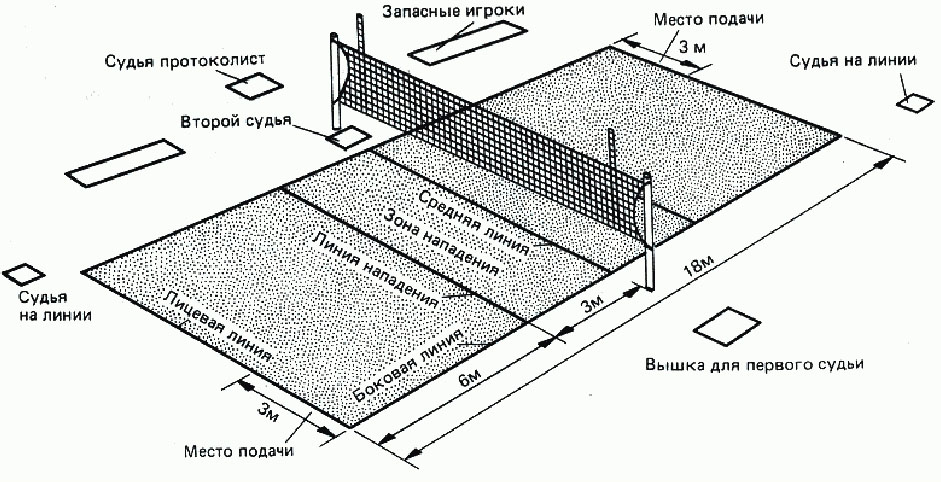 Запасные игроки
Место подачи
3 м
Судья протоколист
Судья на линии
Второй судья
Средняя линия
Зона нападения
Линия нападения
18м
3м
Судья
на линии
Лицевая линия
Боковая линия
6м
Вышка для первого судьи
3м
Место подачи